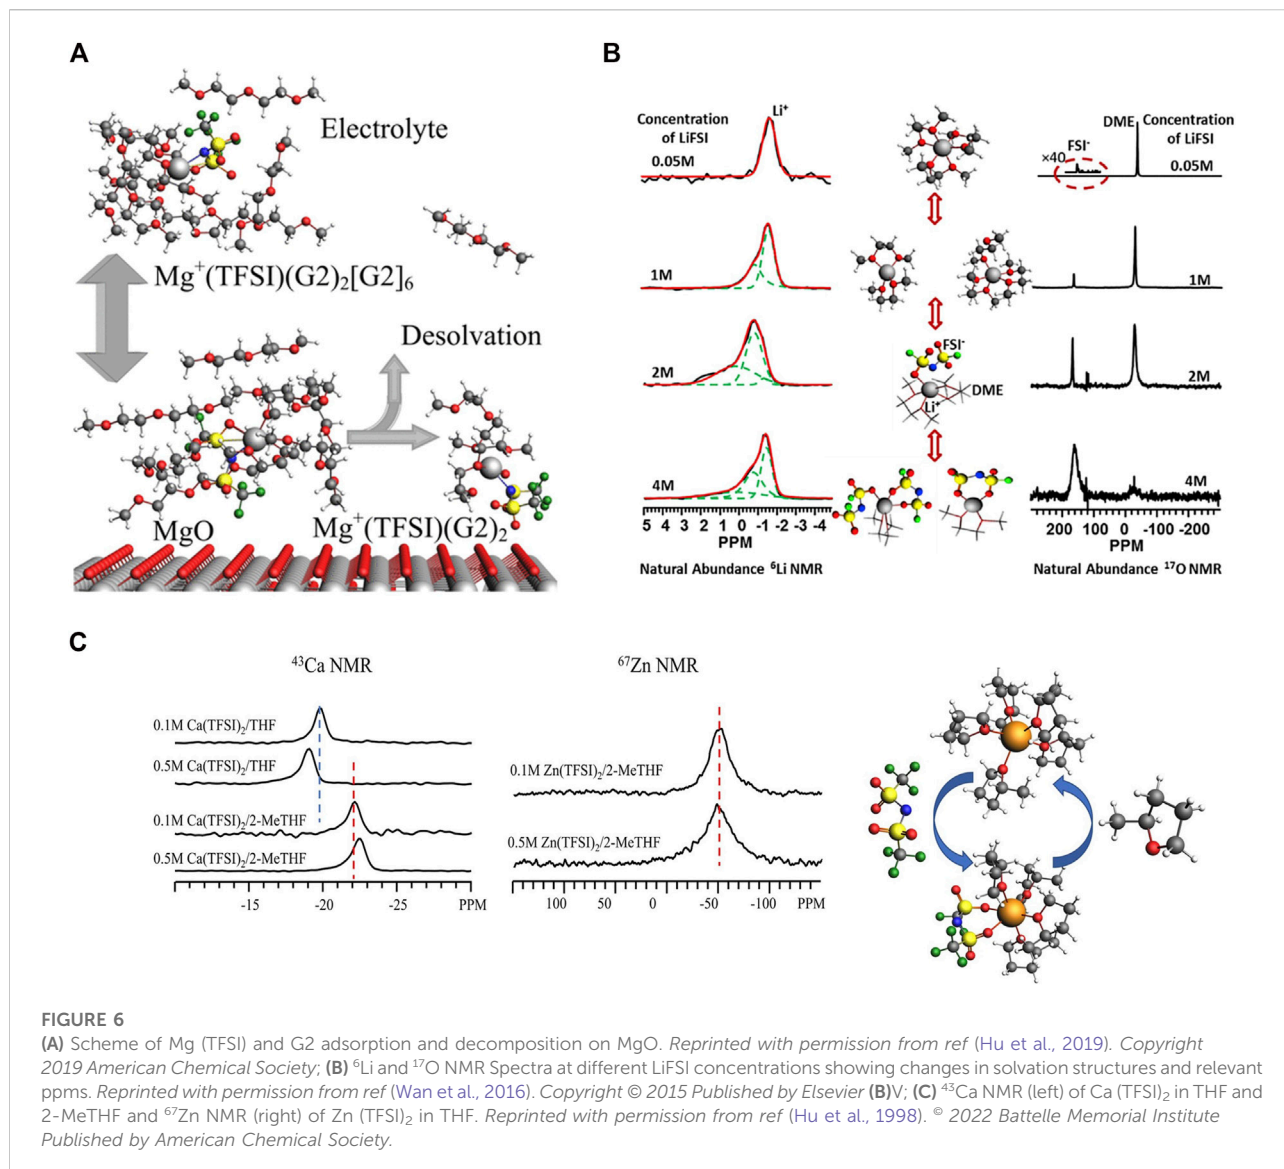 A
Electrolyte
Mg⁺(TFSI)(G2)₂[G2]₆
Desolvation
MgO
Mg⁺(TFSI)(G2)₂
B
Concentration
of LiFSI
0.05M
Li⁺
1M
2M
4M
5 4 3 2 1 0 -1 -2 -3 -4
PPM
Natural Abundance ⁶Li NMR
FSI⁻
DME
Li⁺
DME
Concentration
of LiFSI
FSI⁻
×40
0.05M
1M
2M
4M
200 100 0 -100 -200
PPM
Natural Abundance ¹⁷O NMR
C
⁴³Ca NMR
0.1M Ca(TFSI)₂/THF
0.5M Ca(TFSI)₂/THF
0.1M Ca(TFSI)₂/2-MeTHF
0.5M Ca(TFSI)₂/2-MeTHF
-15 -20 -25 PPM
⁶⁷Zn NMR
0.1M Zn(TFSI)₂/2-MeTHF
0.5M Zn(TFSI)₂/2-MeTHF
100 50 0 -50 -100 PPM
FIGURE 6
(A) Scheme of Mg (TFSI) and G2 adsorption and decomposition on MgO. Reprinted with permission from ref (Hu et al., 2019). Copyright
2019 American Chemical Society; (B) ⁶Li and ¹⁷O NMR Spectra at different LiFSI concentrations showing changes in solvation structures and relevant
ppms. Reprinted with permission from ref (Wan et al., 2016). Copyright © 2015 Published by Elsevier (B)V; (C) ⁴³Ca NMR (left) of Ca (TFSI)₂ in THF and
2-MeTHF and ⁶⁷Zn NMR (right) of Zn (TFSI)₂ in THF. Reprinted with permission from ref (Hu et al., 1998). © 2022 Battelle Memorial Institute
Published by American Chemical Society.